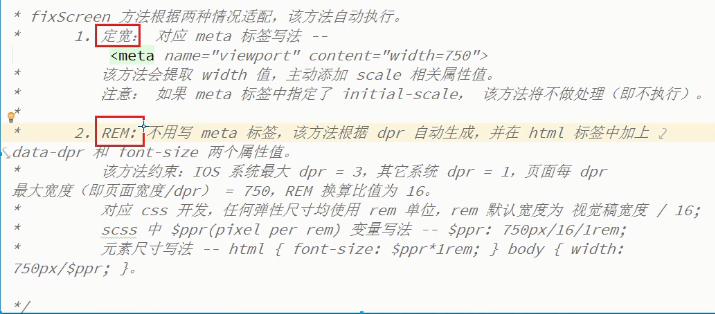 * fixScreen 方法根据两种情况适配，该方法自动执行。
* 1. 定宽： 对应 meta 标签写法 --
<meta name="viewport" content="width=750">
* 该方法会提取 width 值，主动添加 scale 相关属性值。
* 注意： 如果 meta 标签中指定了 initial-scale， 该方法将不做处理（即不执行）。
*
* 2. REM: 不用写 meta 标签，该方法根据 dpr 自动生成，并在 html 标签中加上
data-dpr 和 font-size 两个属性值。
* 该方法约束：IOS 系统最大 dpr = 3，其它系统 dpr = 1，页面每 dpr
最大宽度（即页面宽度/dpr） = 750，REM 换算比值为 16。
* 对应 css 开发，任何弹性尺寸均使用 rem 单位，rem 默认宽度为 视觉稿宽度 / 16;
* scss 中 $ppr(pixel per rem) 变量写法 -- $ppr: 750px/16/1rem;
* 元素尺寸写法 -- html { font-size: $ppr*1rem; } body { width:
750px/$ppr; }。
*/